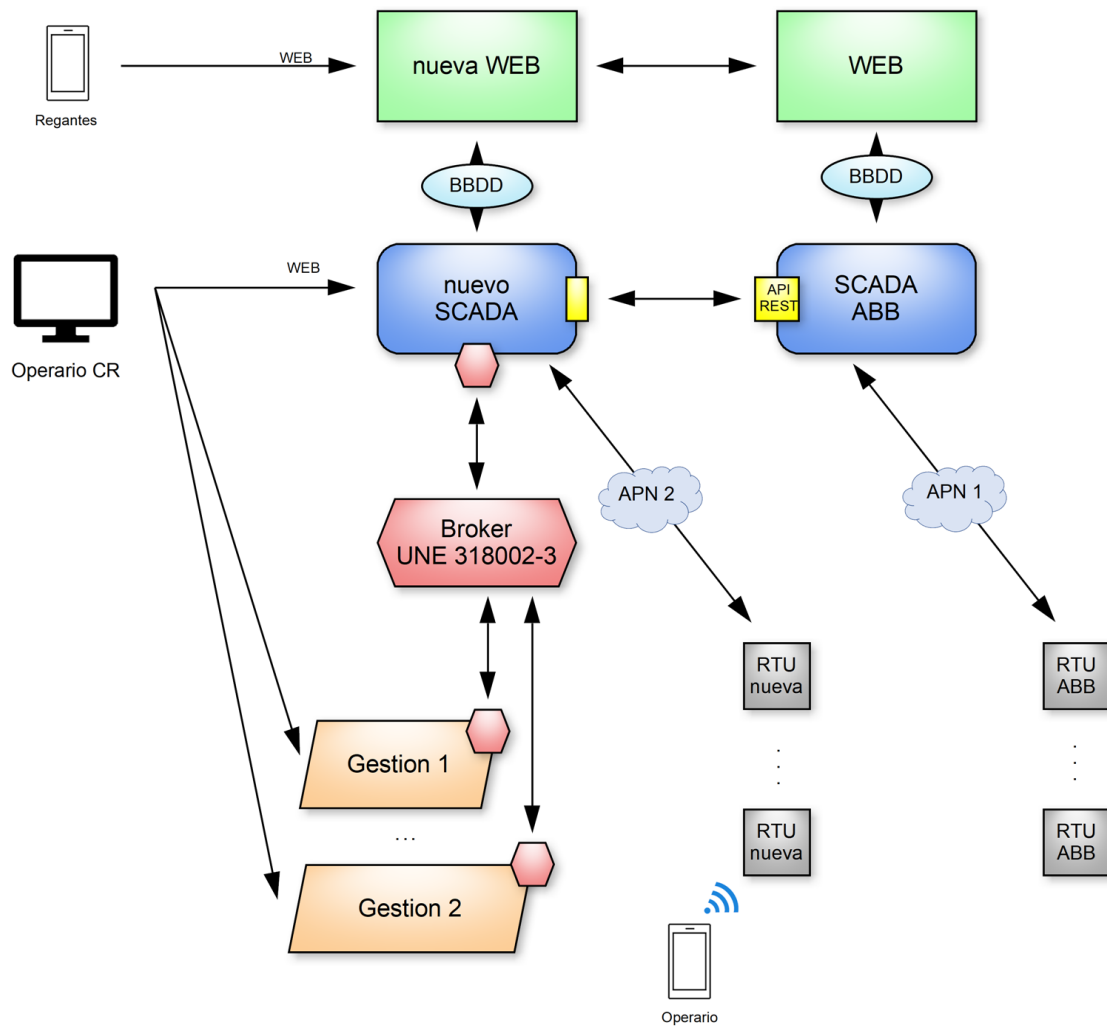 WEB
nueva WEB
WEB
Regantes
BBDD
BBDD
WEB
nuevo
SCADA
API
REST
SCADA
ABB
Operario CR
APN 2
APN 1
Broker
UNE 318002-3
RTU
nueva
RTU
ABB
Gestion 1
. . .
RTU
nueva
RTU
ABB
Gestion 2
Operario